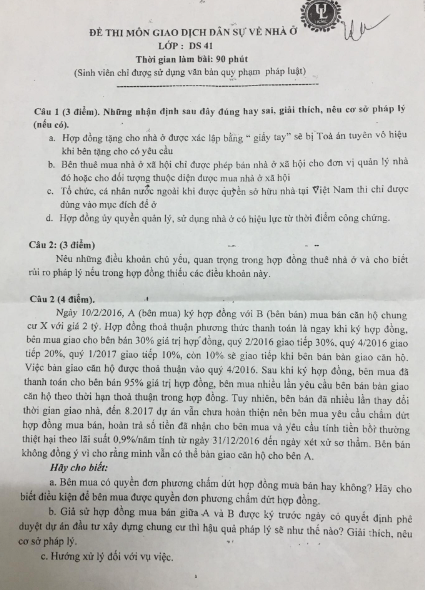 ĐỀ THI MÔN GIAO DỊCH DÂN SỰ VỀ NHÀ Ở
LỚP : DS 41
Thời gian làm bài: 90 phút
(Sinh viên chỉ được sử dụng văn bản quy phạm pháp luật)
Câu 1 (3 điểm). Những nhận định sau đây đúng hay sai, giải thích, nêu cơ sở pháp lý
(nếu có).
a. Hợp đồng tặng cho nhà ở được xác lập bằng " giấy tay" sẽ bị Toà án tuyên vô hiệu
khi bên tặng cho có yêu cầu
b. Bên thuê mua nhà ở xã hội chỉ được phép bán nhà ở xã hội cho đơn vị quản lý nhà
đó hoặc cho đối tượng thuộc diện được mua nhà ở xã hội
c. Tổ chức, cá nhân nước ngoài khi được quyền sở hữu nhà tại Việt Nam thì chỉ được
dùng vào mục đích để ở
d. Hợp đồng ủy quyền quản lý, sử dụng nhà ở có hiệu lực từ thời điểm công chứng.
Câu 2: (3 điểm)
Nêu những điều khoản chủ yếu, quan trọng trong hợp đồng thuê nhà ở và cho biết
rủi ro pháp lý nếu trong hợp đồng thiếu các điều khoản này.
Câu 2 (4 điểm).
Ngày 10/2/2016, A (bên mua) ký hợp đồng với B (bên bán) mua bán căn hộ chung
cư X với giá 2 tỷ. Hợp đồng thoả thuận phương thức thanh toán là ngay khi ký hợp đồng,
bên mua giao cho bên bán 30% giá trị hợp đồng, quý 2/2016 giao tiếp 30%, quý 4/2016 giao
tiếp 20%, quý 1/2017 giao tiếp 10%, còn 10% sẽ giao tiếp khi bên bán bàn giao căn hộ.
Việc bàn giao căn hộ được thoả thuận vào quý 4/2016. Sau khi ký hợp đồng, bên mua đã
thanh toán cho bên bán 95% giá trị hợp đồng, bên mua nhiều lần yêu cầu bên bán bàn giao
căn hộ theo thời hạn thoả thuận trong hợp đồng. Tuy nhiên, bên bán đã nhiều lần thay đổi
thời gian giao nhà, đến 8.2017 dự án vẫn chưa hoàn thiện nên bên mua yêu cầu chấm dứt
hợp đồng mua bán, hoàn trả số tiền đã nhận cho bên mua và yêu cầu tính tiền bồi thường
thiệt hại theo lãi suất 0,9%/năm tính từ ngày 31/12/2016 đến ngày xét xử sơ thẩm. Bên bán
không đồng ý vì cho rằng mình vẫn có thể bàn giao căn hộ cho bên A.
Hãy cho biết:
a. Bên mua có quyền đơn phương chấm dứt hợp đồng mua bán hay không? Hãy cho
biết điều kiện để bên mua được quyền đơn phương chấm dứt hợp đồng.
b. Giả sử hợp đồng mua bán giữa A và B được ký trước ngày có quyết định phê
duyệt dự án đầu tư xây dựng chung cư thì hậu quả pháp lý sẽ như thế nào? Giải thích, nêu
cơ sở pháp lý.
c. Hướng xử lý đối với vụ việc.